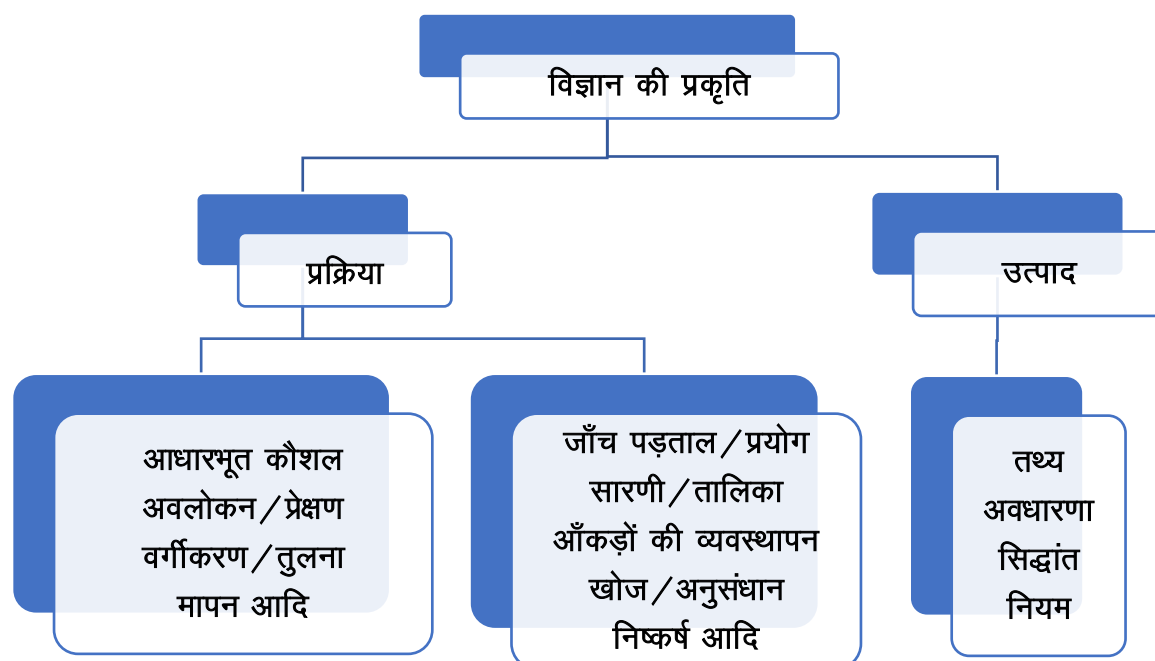 विज्ञान की प्रकृति
प्रक्रिया
उत्पाद
आधारभूत कौशल
अवलोकन/प्रेक्षण
वर्गीकरण/तुलना
मापन आदि
जाँच पड़ताल/प्रयोग
सारणी/तालिका
आँकड़ों की व्यवस्थापन
खोज/अनुसंधान
निष्कर्ष आदि
तथ्य
अवधारणा
सिद्धांत
नियम